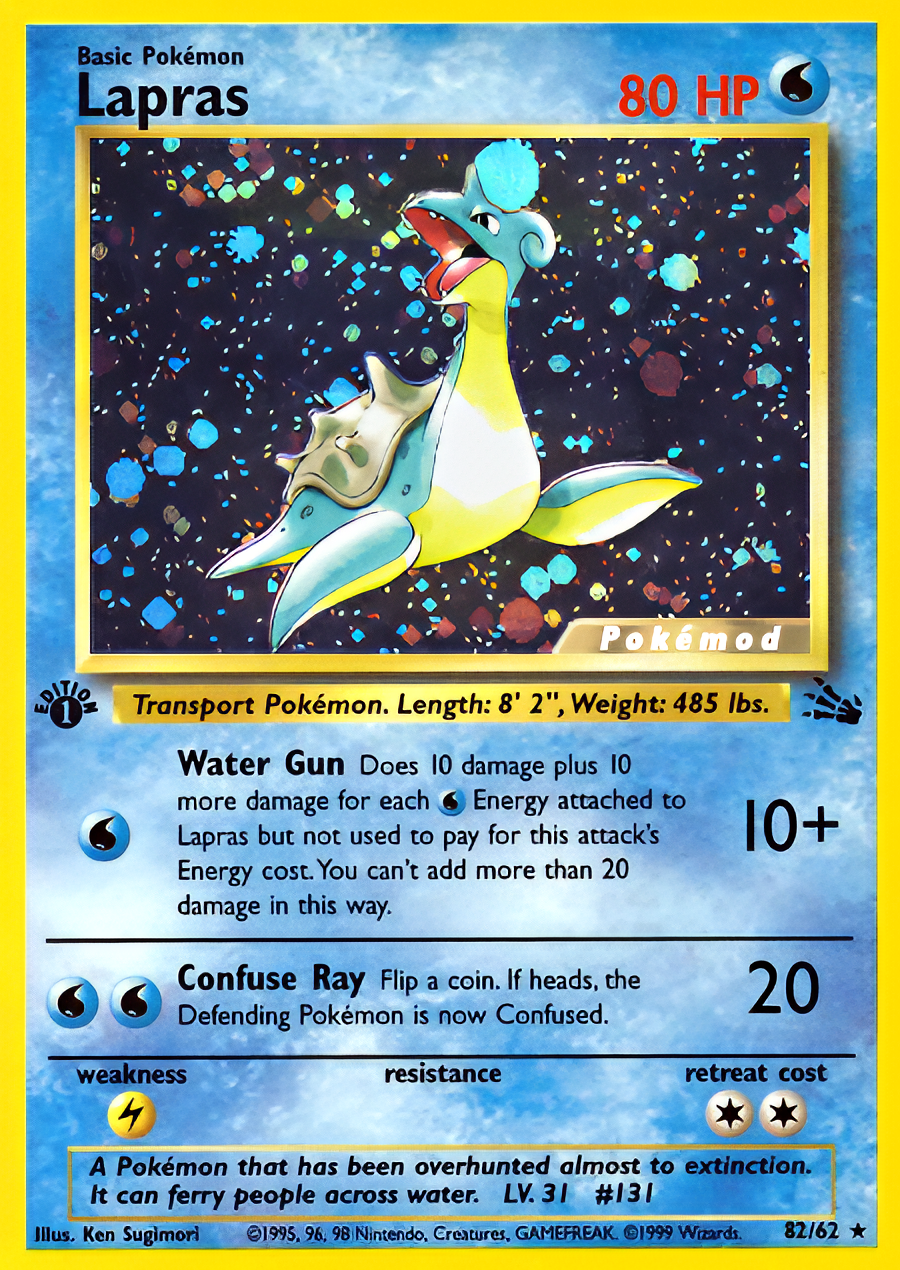 Basic Pokémon
Lapras
80 HP
Pokémod
EDITION
1
Transport Pokémon. Length: 8' 2", Weight: 485 lbs.
Water Gun Does 10 damage plus 10
more damage for each Energy attached to
Lapras but not used to pay for this attack's
Energy cost. You can't add more than 20
damage in this way.
10+
Confuse Ray Flip a coin. If heads, the
Defending Pokémon is now Confused.
20
weakness resistance retreat cost
A Pokémon that has been overhunted almost to extinction.
It can ferry people across water. LV. 31 #131
Illus. Ken Sugimori ©1995, 96, 98 Nintendo, Creatures, GAMEFREAK. ©1999 Wizards. 82/62 ★